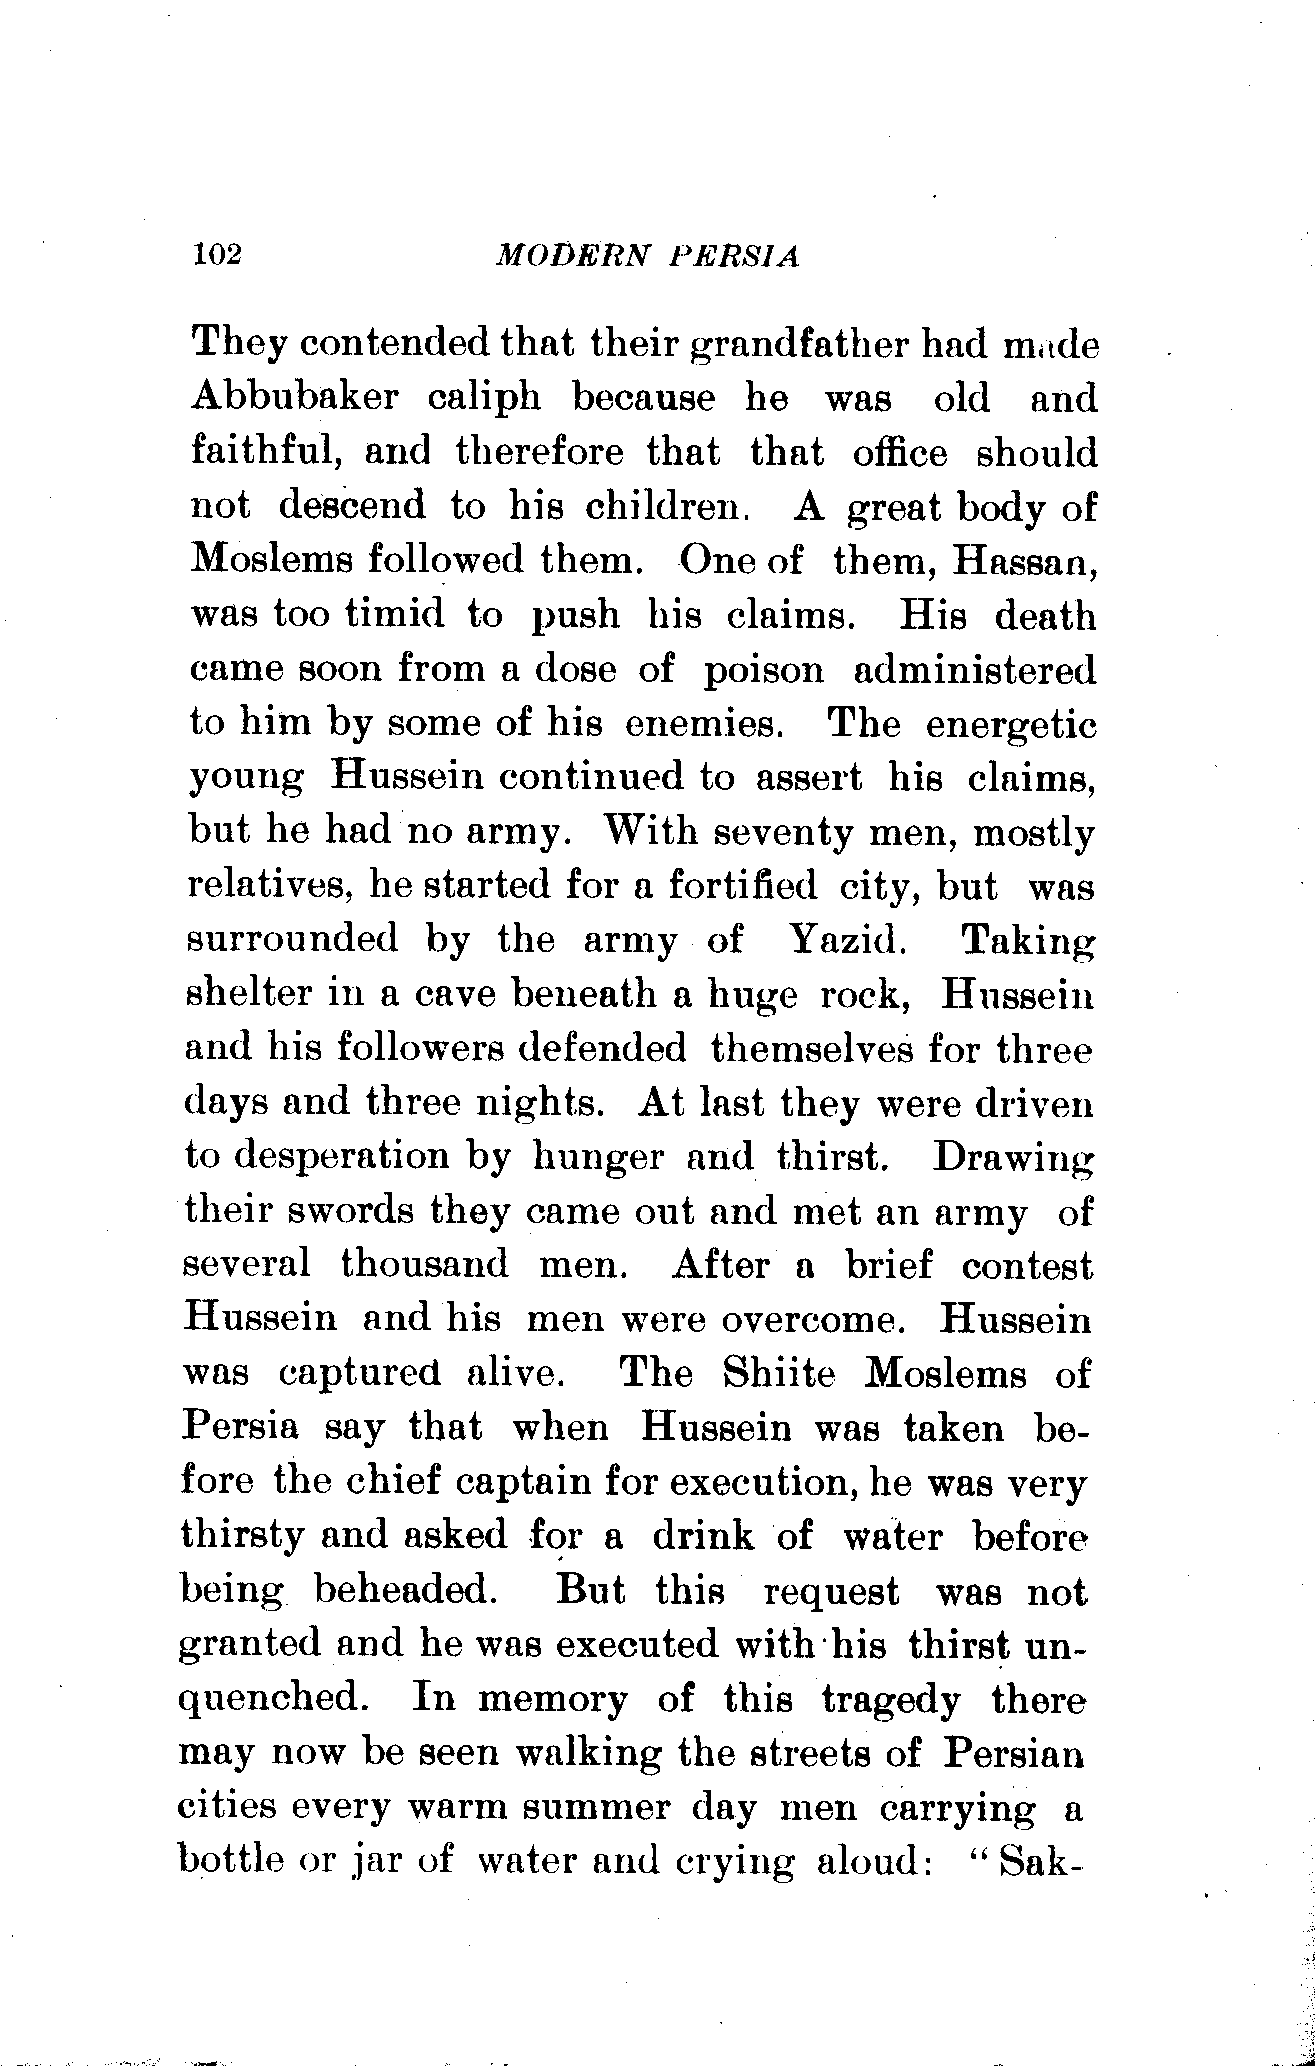 102 MODERN PERSIA
They contended that their grandfather had made
Abbubaker caliph because he was old and
faithful, and therefore that that office should
not descend to his children. A great body of
Moslems followed them. One of them, Hassan,
was too timid to push his claims. His death
came soon from a dose of poison administered
to him by some of his enemies. The energetic
young Hussein continued to assert his claims,
but he had no army. With seventy men, mostly
relatives, he started for a fortified city, but was
surrounded by the army of Yazid. Taking
shelter in a cave beneath a huge rock, Hussein
and his followers defended themselves for three
days and three nights. At last they were driven
to desperation by hunger and thirst. Drawing
their swords they came out and met an army of
several thousand men. After a brief contest
Hussein and his men were overcome. Hussein
was captured alive. The Shiite Moslems of
Persia say that when Hussein was taken be-
fore the chief captain for execution, he was very
thirsty and asked for a drink of water before
being beheaded. But this request was not
granted and he was executed with his thirst un-
quenched. In memory of this tragedy there
may now be seen walking the streets of Persian
cities every warm summer day men carrying a
bottle or jar of water and crying aloud: " Sak-